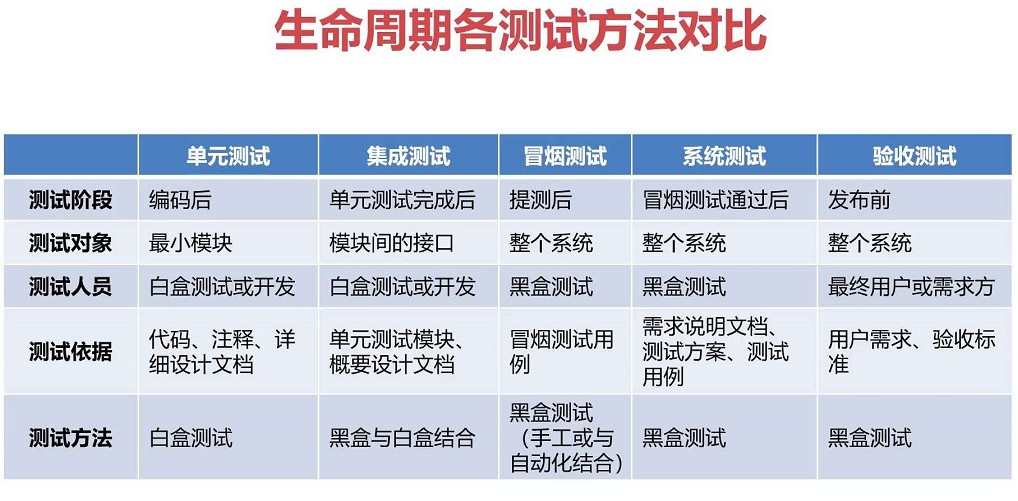 生命周期各测试方法对比
单元测试 集成测试 冒烟测试 系统测试 验收测试
测试阶段 编码后 单元测试完成后 提测后 冒烟测试通过后 发布前
测试对象 最小模块 模块间的接口 整个系统 整个系统 整个系统
测试人员 白盒测试或开发 白盒测试或开发 黑盒测试 黑盒测试 最终用户或需求方
测试依据
代码、注释、详
细设计文档
单元测试模块、
概要设计文档
冒烟测试用
例
需求说明文档、
测试方案、测试
用例
用户需求、验收标
准
测试方法 白盒测试 黑盒与白盒结合
黑盒测试
（手工或与
自动化结合）
黑盒测试 黑盒测试